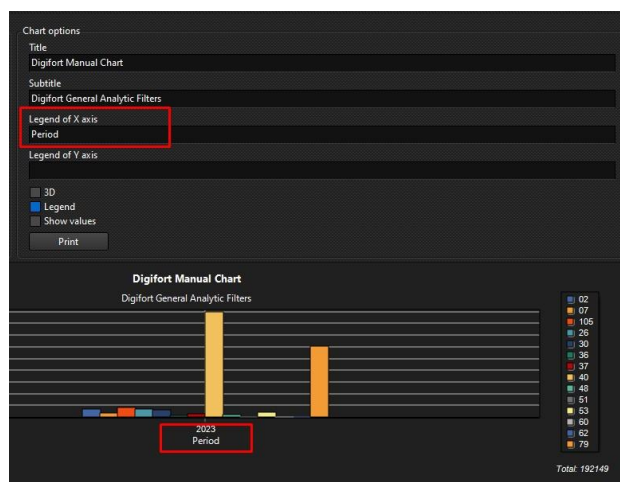 Chart options
Title
Digifort Manual Chart
Subtitle
Digifort General Analytic Filters
Legend of X axis
Period
Legend of Y axis
3D
Legend
Show values
Print
Digifort Manual Chart
Digifort General Analytic Filters
02
07
105
26
30
36
37
40
48
51
53
60
62
79
2023
Period
Total: 192149